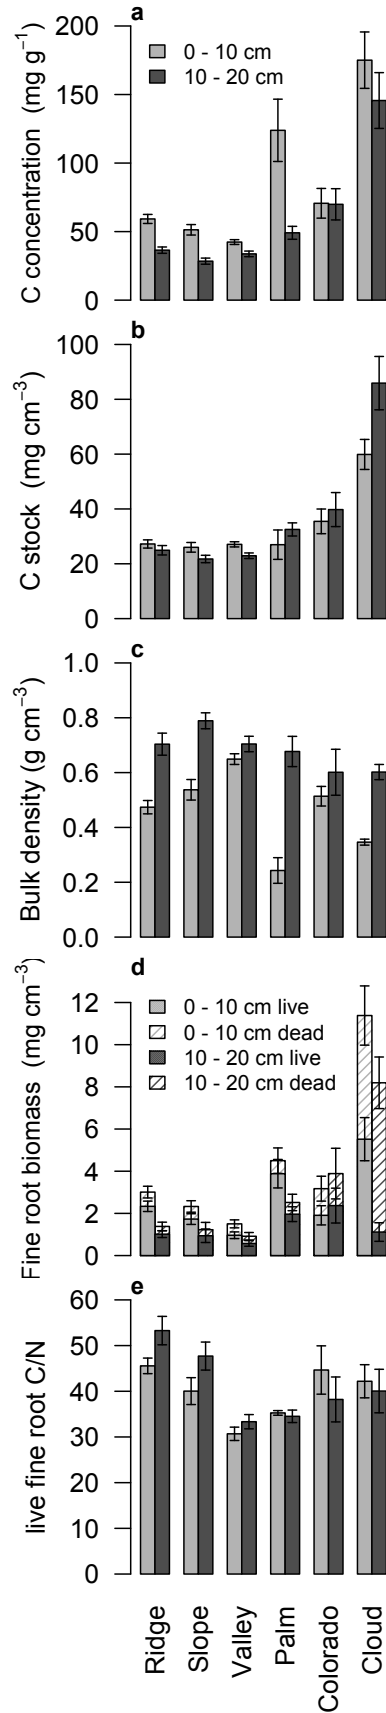 a
C concentration (mg g⁻¹)
200
150
100
50
0
0 - 10 cm
10 - 20 cm
b
C stock (mg cm⁻³)
100
80
60
40
20
0
c
Bulk density (g cm⁻³)
1.0
0.8
0.6
0.4
0.2
0.0
d
Fine root biomass (mg cm⁻³)
12
10
8
6
4
2
0
0 - 10 cm live
0 - 10 cm dead
10 - 20 cm live
10 - 20 cm dead
e
live fine root C/N
60
50
40
30
20
10
0
Ridge
Slope
Valley
Palm
Colorado
Cloud